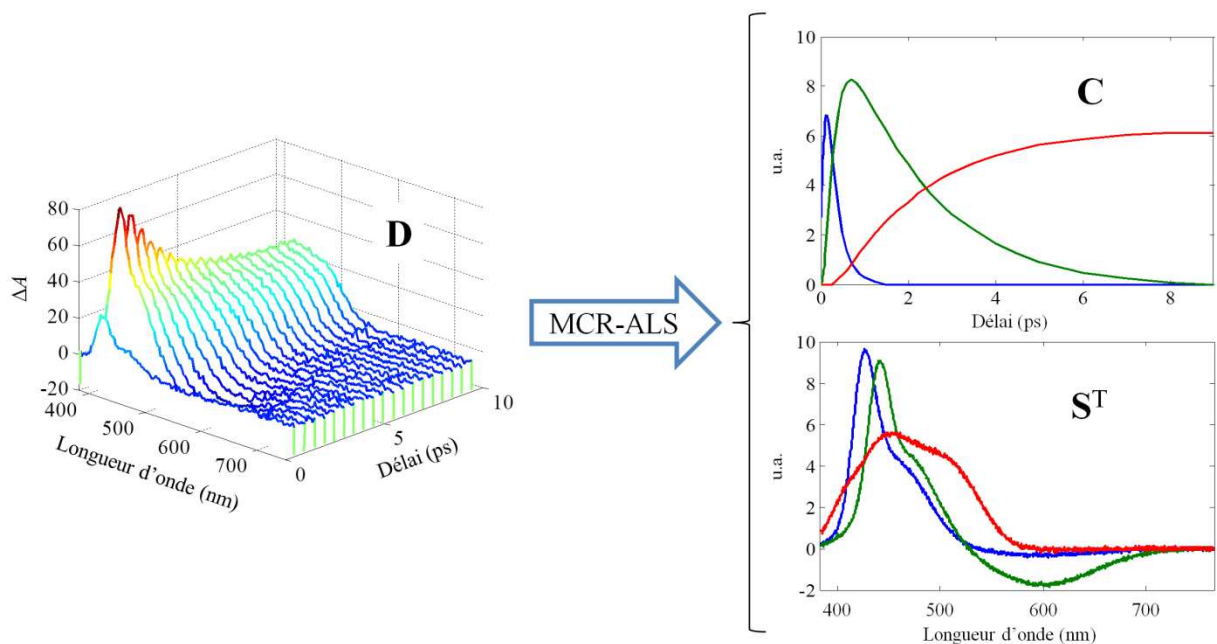 D
80
60
40
20
0
-20
ΔA
400
500
600
700
Longueur d'onde (nm)
0
5
10
Délai (ps)
MCR-ALS
C
10
8
6
4
2
0
u.a.
0 2 4 6 8
Délai (ps)
S^T
10
8
6
4
2
0
-2
u.a.
400 500 600 700
Longueur d'onde (nm)